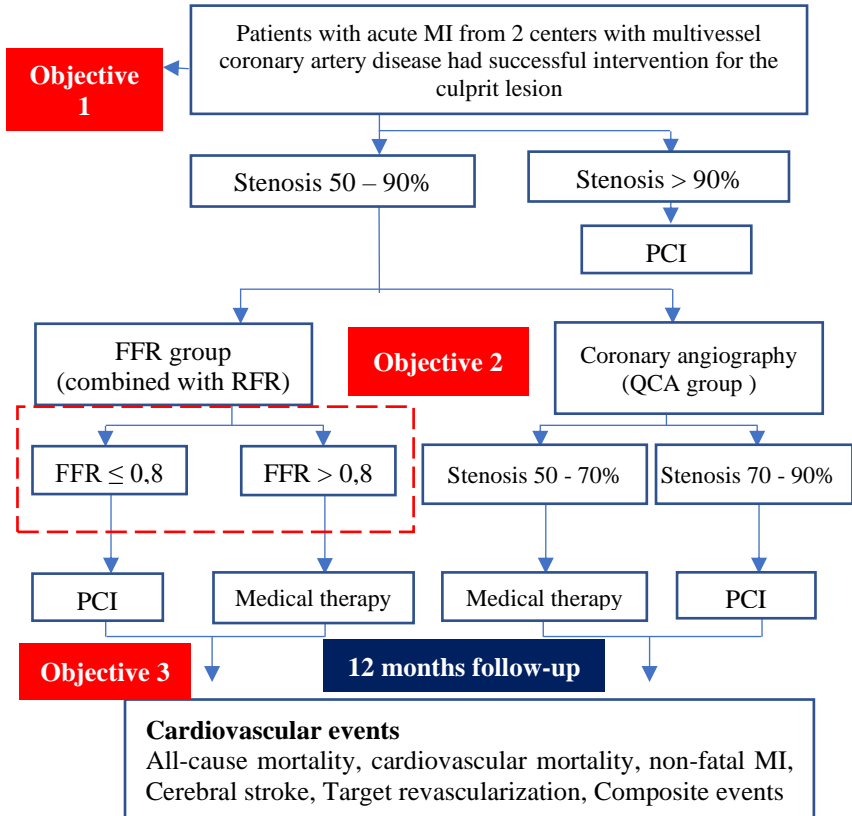 Patients with acute MI from 2 centers with multivessel
coronary artery disease had successful intervention for the
culprit lesion
Objective
1
Stenosis 50 – 90%
Stenosis > 90%
PCI
FFR group
(combined with RFR)
Objective 2
Coronary angiography
(QCA group )
FFR ≤ 0,8
FFR > 0,8
Stenosis 50 - 70%
Stenosis 70 - 90%
PCI
Medical therapy
Medical therapy
PCI
Objective 3
12 months follow-up
Cardiovascular events
All-cause mortality, cardiovascular mortality, non-fatal MI,
Cerebral stroke, Target revascularization, Composite events